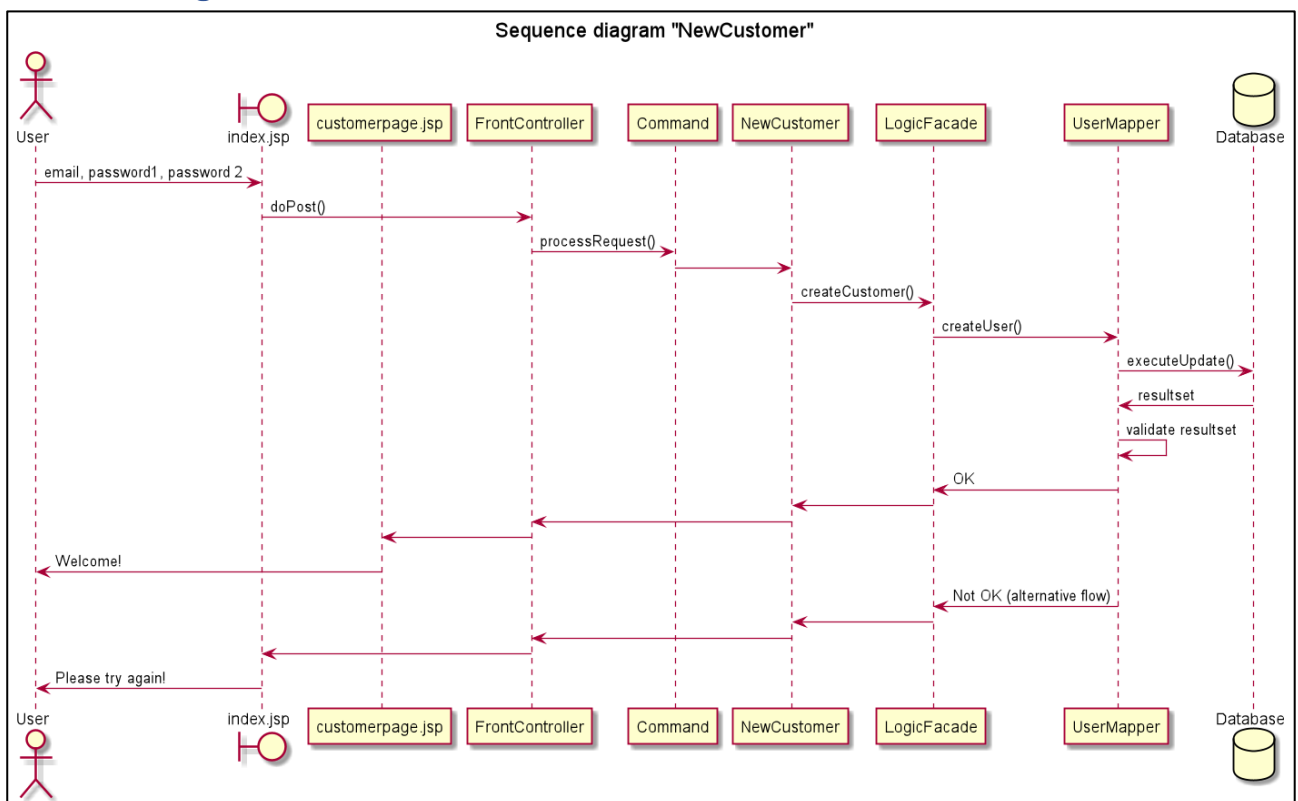 Sequence diagram "NewCustomer"
User
index.jsp
customerpage.jsp
FrontController
Command
NewCustomer
LogicFacade
UserMapper
Database
email, password1, password 2
doPost()
processRequest()
createCustomer()
createUser()
executeUpdate()
resultset
validate resultset
OK
Welcome!
Not OK (alternative flow)
Please try again!
User
index.jsp
customerpage.jsp
FrontController
Command
NewCustomer
LogicFacade
UserMapper
Database